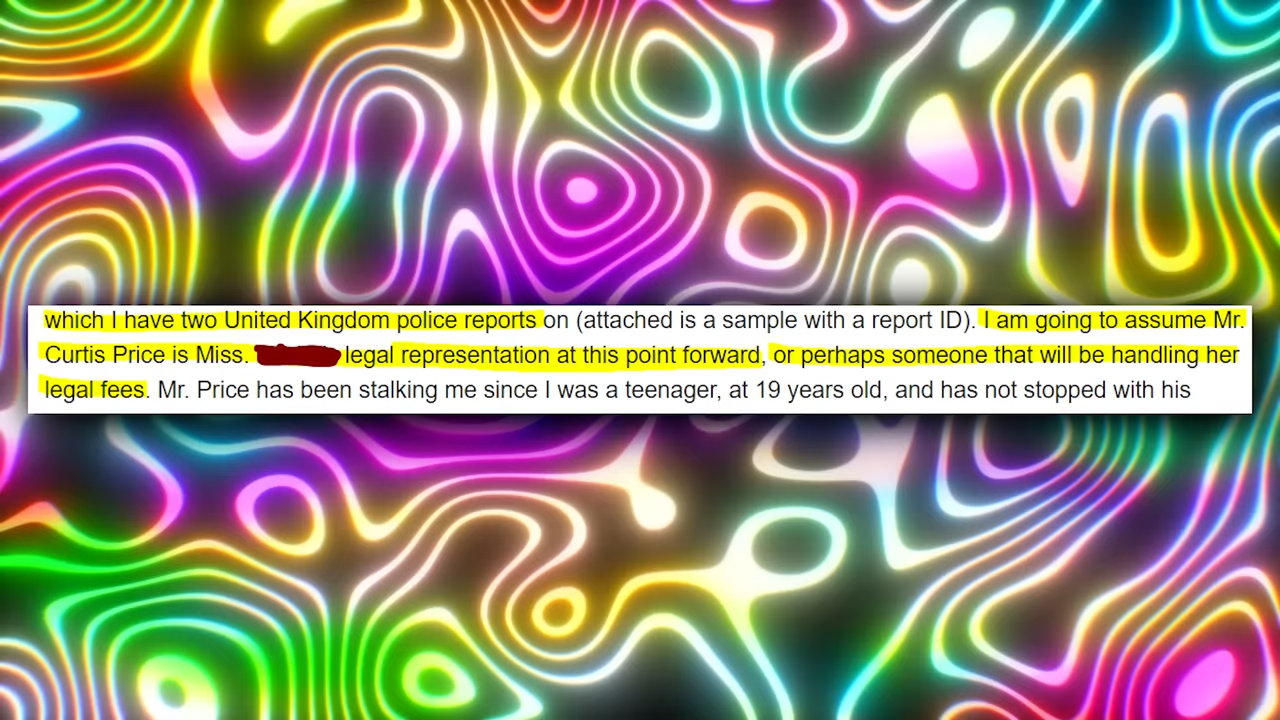 which I have two United Kingdom police reports on (attached is a sample with a report ID). I am going to assume Mr.
Curtis Price is Miss. legal representation at this point forward, or perhaps someone that will be handling her
legal fees. Mr. Price has been stalking me since I was a teenager, at 19 years old, and has not stopped with his